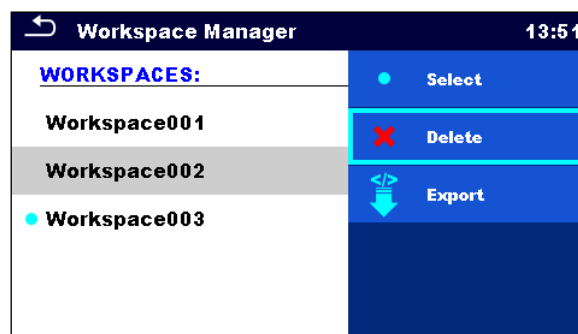 Workspace Manager 13:51
WORKSPACES:
Workspace001
Workspace002
Workspace003
Select
Delete
</>
Export